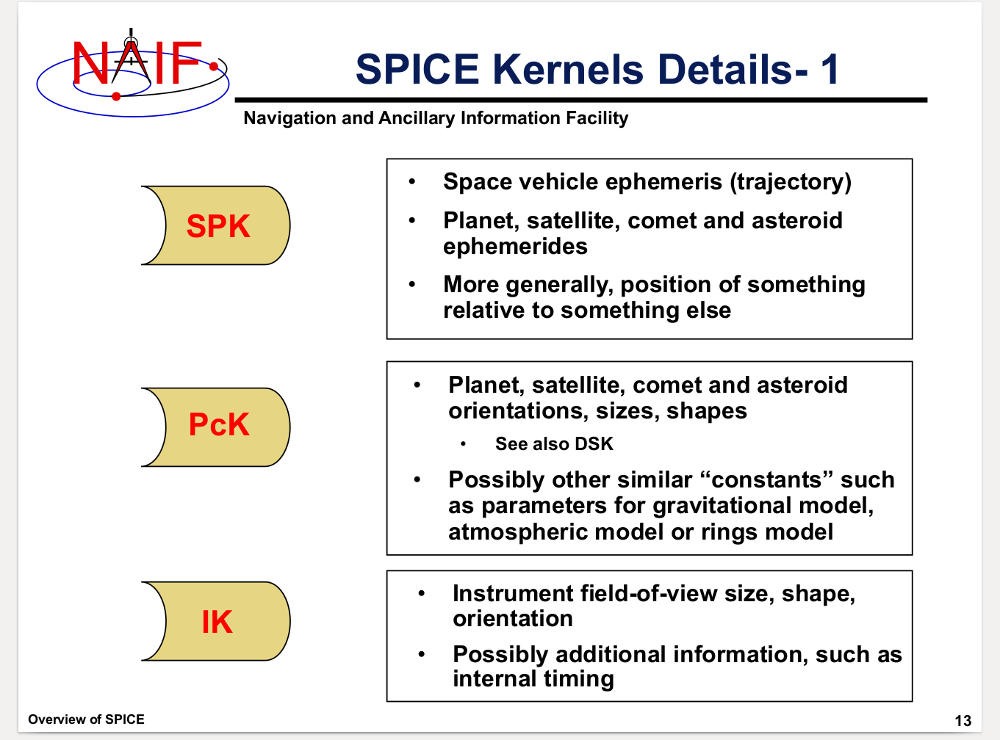 NAIF
SPICE Kernels Details- 1
Navigation and Ancillary Information Facility
SPK
• Space vehicle ephemeris (trajectory)
• Planet, satellite, comet and asteroid
ephemerides
• More generally, position of something
relative to something else
PcK
• Planet, satellite, comet and asteroid
orientations, sizes, shapes
• See also DSK
• Possibly other similar “constants” such
as parameters for gravitational model,
atmospheric model or rings model
IK
• Instrument field-of-view size, shape,
orientation
• Possibly additional information, such as
internal timing
Overview of SPICE
13